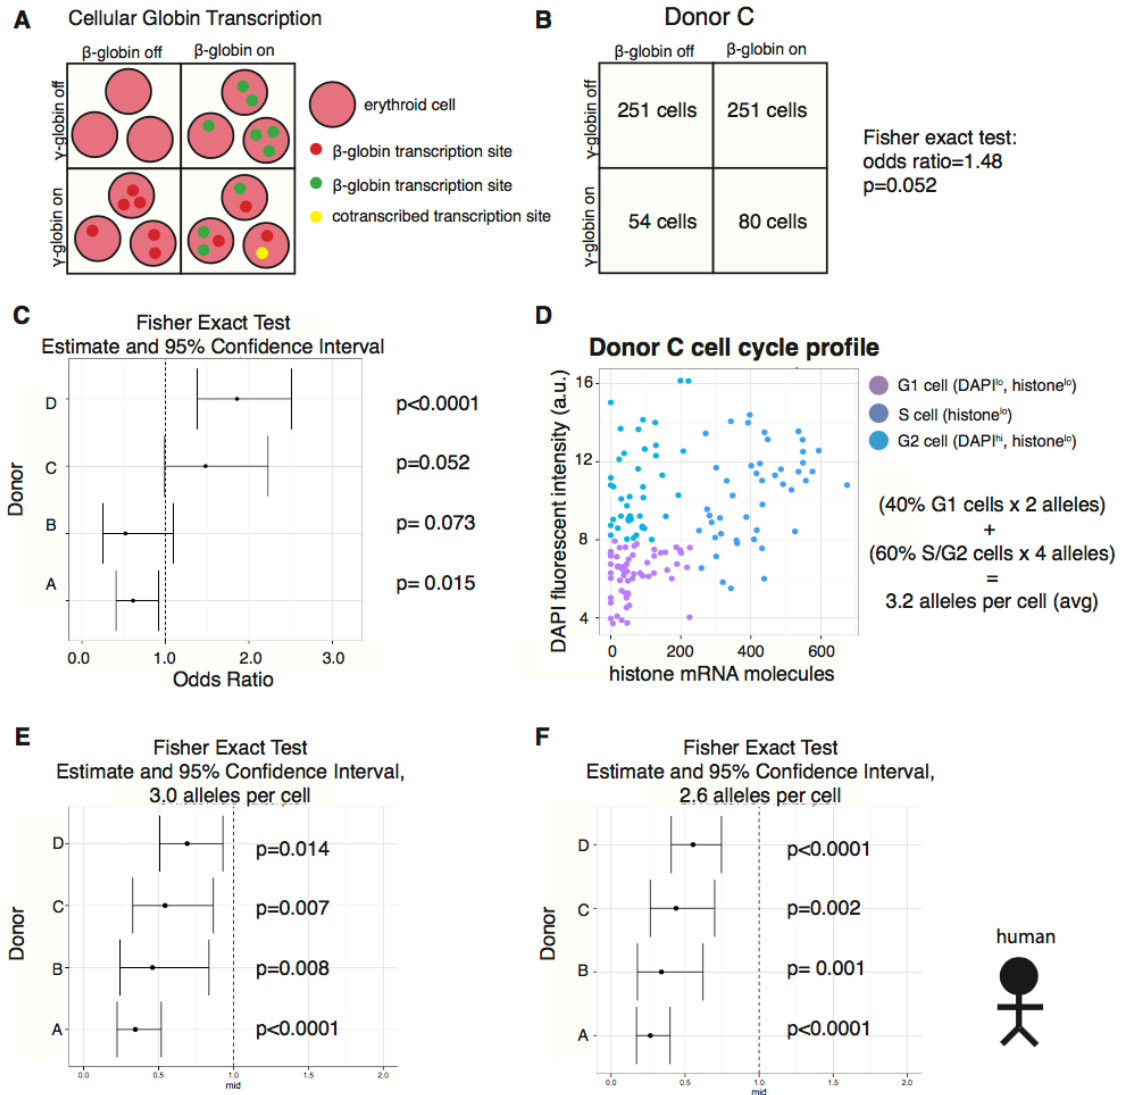 A
Cellular Globin Transcription
β-globin off
β-globin on
γ-globin off
γ-globin on
erythroid cell
β-globin transcription site
β-globin transcription site
cotranscribed transcription site
B
Donor C
β-globin off
β-globin on
γ-globin off
γ-globin on
251 cells
251 cells
54 cells
80 cells
Fisher exact test:
odds ratio=1.48
p=0.052
C
Fisher Exact Test
Estimate and 95% Confidence Interval
Donor
D
C
B
A
p<0.0001
p=0.052
p= 0.073
p= 0.015
0.0
1.0
2.0
3.0
Odds Ratio
D
Donor C cell cycle profile
DAPI fluorescent intensity (a.u.)
16
12
8
4
0
200
400
600
histone mRNA molecules
G1 cell (DAPIlo, histonelo)
S cell (histonelo)
G2 cell (DAPIhi, histonelo)
(40% G1 cells x 2 alleles)
+
(60% S/G2 cells x 4 alleles)
=
3.2 alleles per cell (avg)
E
Fisher Exact Test
Estimate and 95% Confidence Interval,
3.0 alleles per cell
Donor
D
C
B
A
p=0.014
p=0.007
p=0.008
p<0.0001
0.0
0.5
1.0
1.5
2.0
mid
F
Fisher Exact Test
Estimate and 95% Confidence Interval,
2.6 alleles per cell
Donor
D
C
B
A
p<0.0001
p=0.002
p= 0.001
p<0.0001
0.0
0.5
1.0
1.5
2.0
mid
human